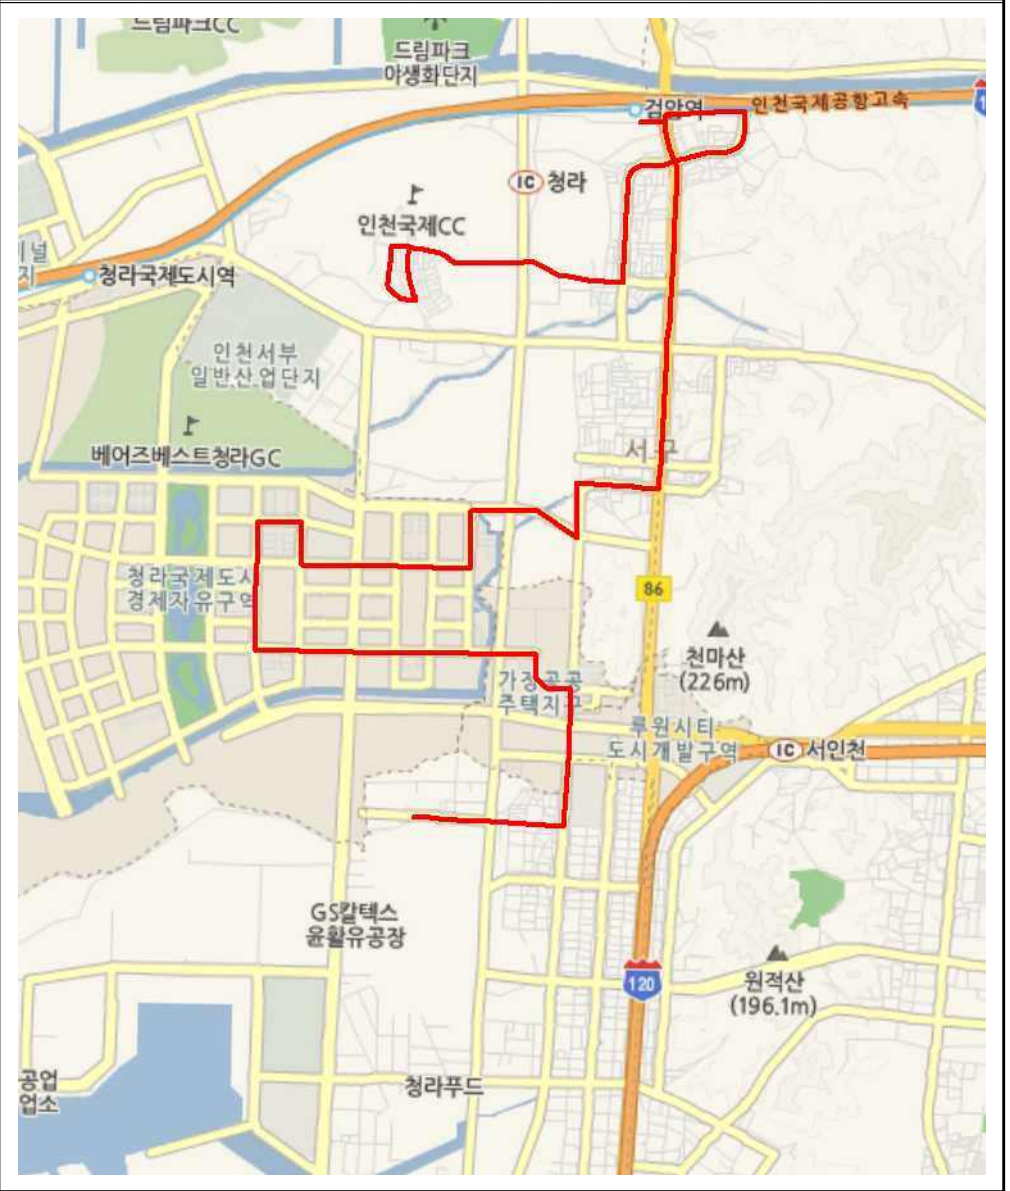 드림파크CC
드림파크
야생화단지
검암역
인천국제공항고속
1
IC 청라
인천국제CC
널
지
청라국제도시역
인천서부
일반산업단지
베어즈베스트청라GC
서구
청라국제도시
경제자유구역
86
천마산
(226m)
가정공공
주택지구
루원시티
도시개발구역
IC 서인천
GS칼텍스
윤활유공장
120
원적산
(196.1m)
공업
업소
청라푸드